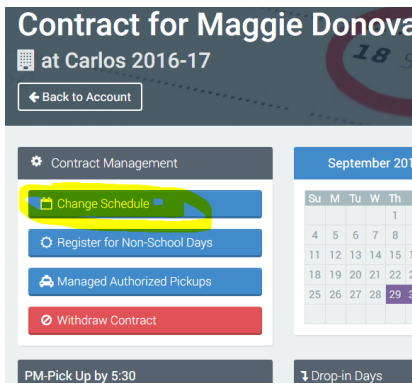 Contract for Maggie Donova
at Carlos 2016-17
18
Back to Account
Contract Management
Change Schedule
Register for Non-School Days
Managed Authorized Pickups
Withdraw Contract
September 201
Su M Tu W Th
1
4 5 6 7 8
11 12 13 14 15
18 19 20 21 22
25 26 27 28 29
PM-Pick Up by 5:30
Drop-in Days